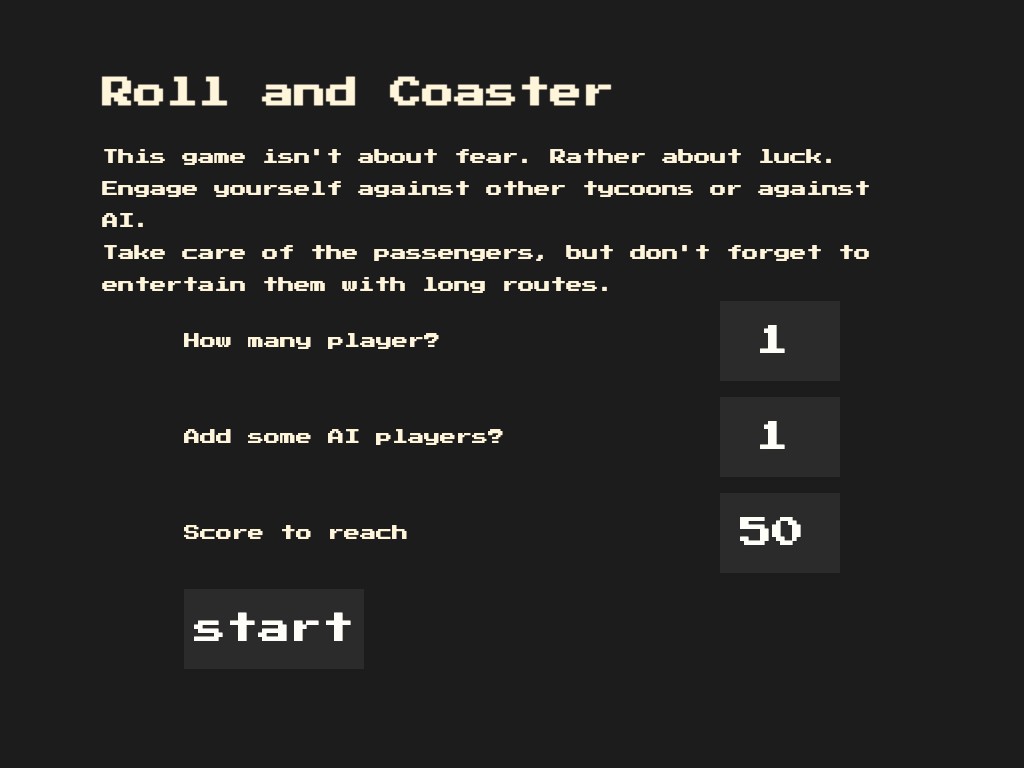 Roll and Coaster
This game isn't about fear. Rather about luck.
Engage yourself against other tycoons or against
AI.
Take care of the passengers, but don't forget to
entertain them with long routes.
How many player?
1
Add some AI players?
1
Score to reach
50
start